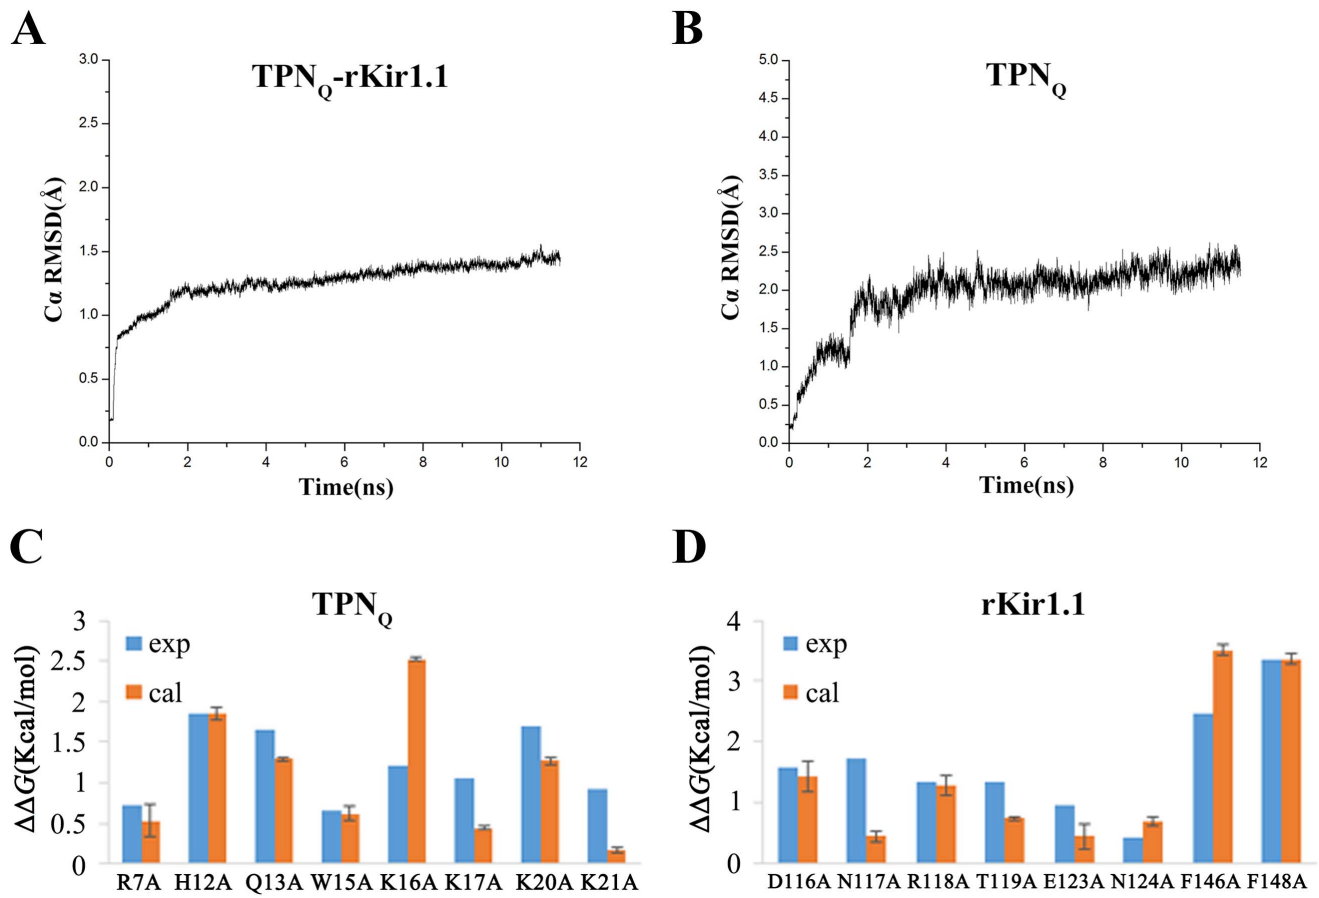 A
TPNQ-rKir1.1
3.0
2.5
2.0
1.5
1.0
0.5
0.0
Cα RMSD(Å)
0 2 4 6 8 10 12
Time(ns)
B
TPNQ
5.0
4.5
4.0
3.5
3.0
2.5
2.0
1.5
1.0
0.5
0.0
Cα RMSD(Å)
0 2 4 6 8 10 12
Time(ns)
C
TPNQ
exp
cal
3
2.5
2
1.5
1
0.5
0
ΔΔG(Kcal/mol)
R7A H12A Q13A W15A K16A K17A K20A K21A
D
rKir1.1
exp
cal
4
3
2
1
0
ΔΔG(Kcal/mol)
D116A N117A R118A T119A E123A N124A F146A F148A